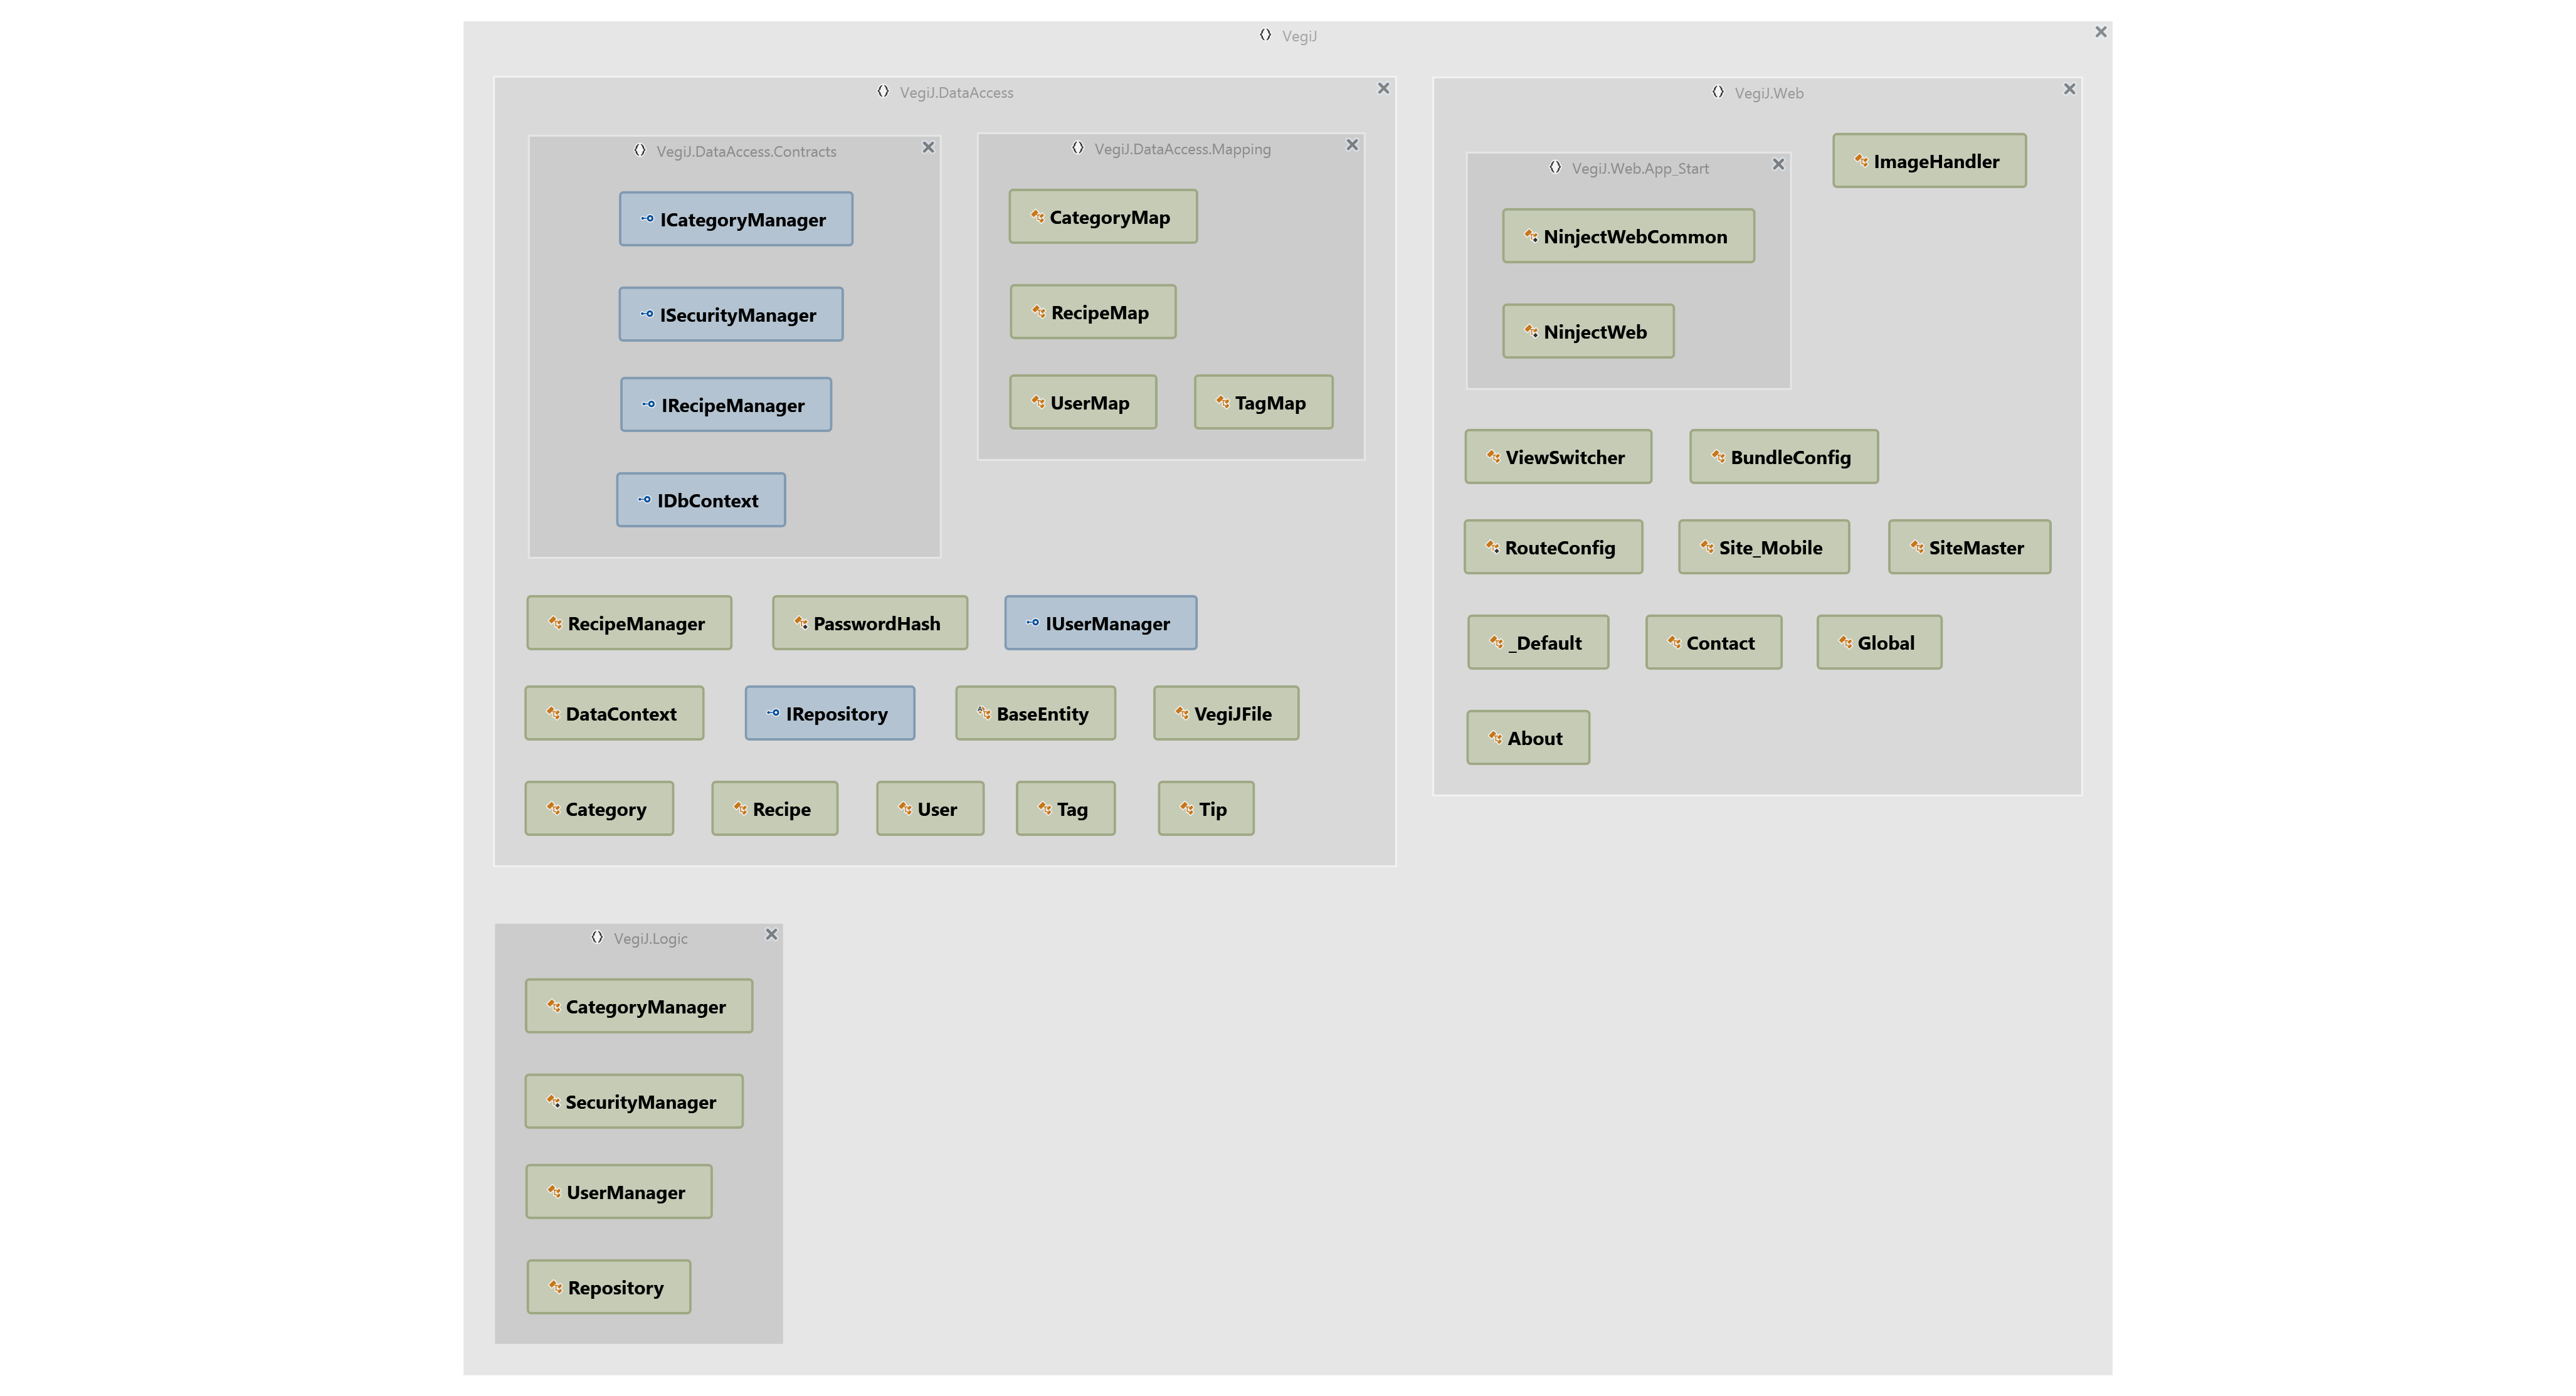 VegiJ
VegiJ.DataAccess
VegiJ.DataAccess.Contracts
ICategoryManager
ISecurityManager
IRecipeManager
IDbContext
VegiJ.DataAccess.Mapping
CategoryMap
RecipeMap
UserMap TagMap
RecipeManager PasswordHash IUserManager
DataContext IRepository BaseEntity VegiJFile
Category Recipe User Tag Tip
VegiJ.Web
ImageHandler
VegiJ.Web.App_Start
NinjectWebCommon
NinjectWeb
ViewSwitcher BundleConfig
RouteConfig Site_Mobile SiteMaster
_Default Contact Global
About
VegiJ.Logic
CategoryManager
SecurityManager
UserManager
Repository